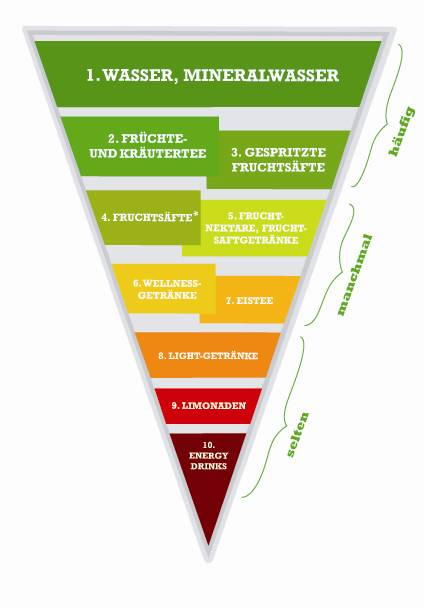 1. WASSER, MINERALWASSER
2. FRÜCHTE-
UND KRÄUTERTEE
3. GESPRITZTE
FRUCHTSÄFTE
häufig
4. FRUCHTSÄFTE*
5. FRUCHT-
NEKTARE, FRUCHT-
SAFTGETRÄNKE
6. WELLNESS-
GETRÄNKE
7. EISTEE
manchmal
8. LIGHT-GETRÄNKE
9. LIMONADEN
10.
ENERGY
DRINKS
selten